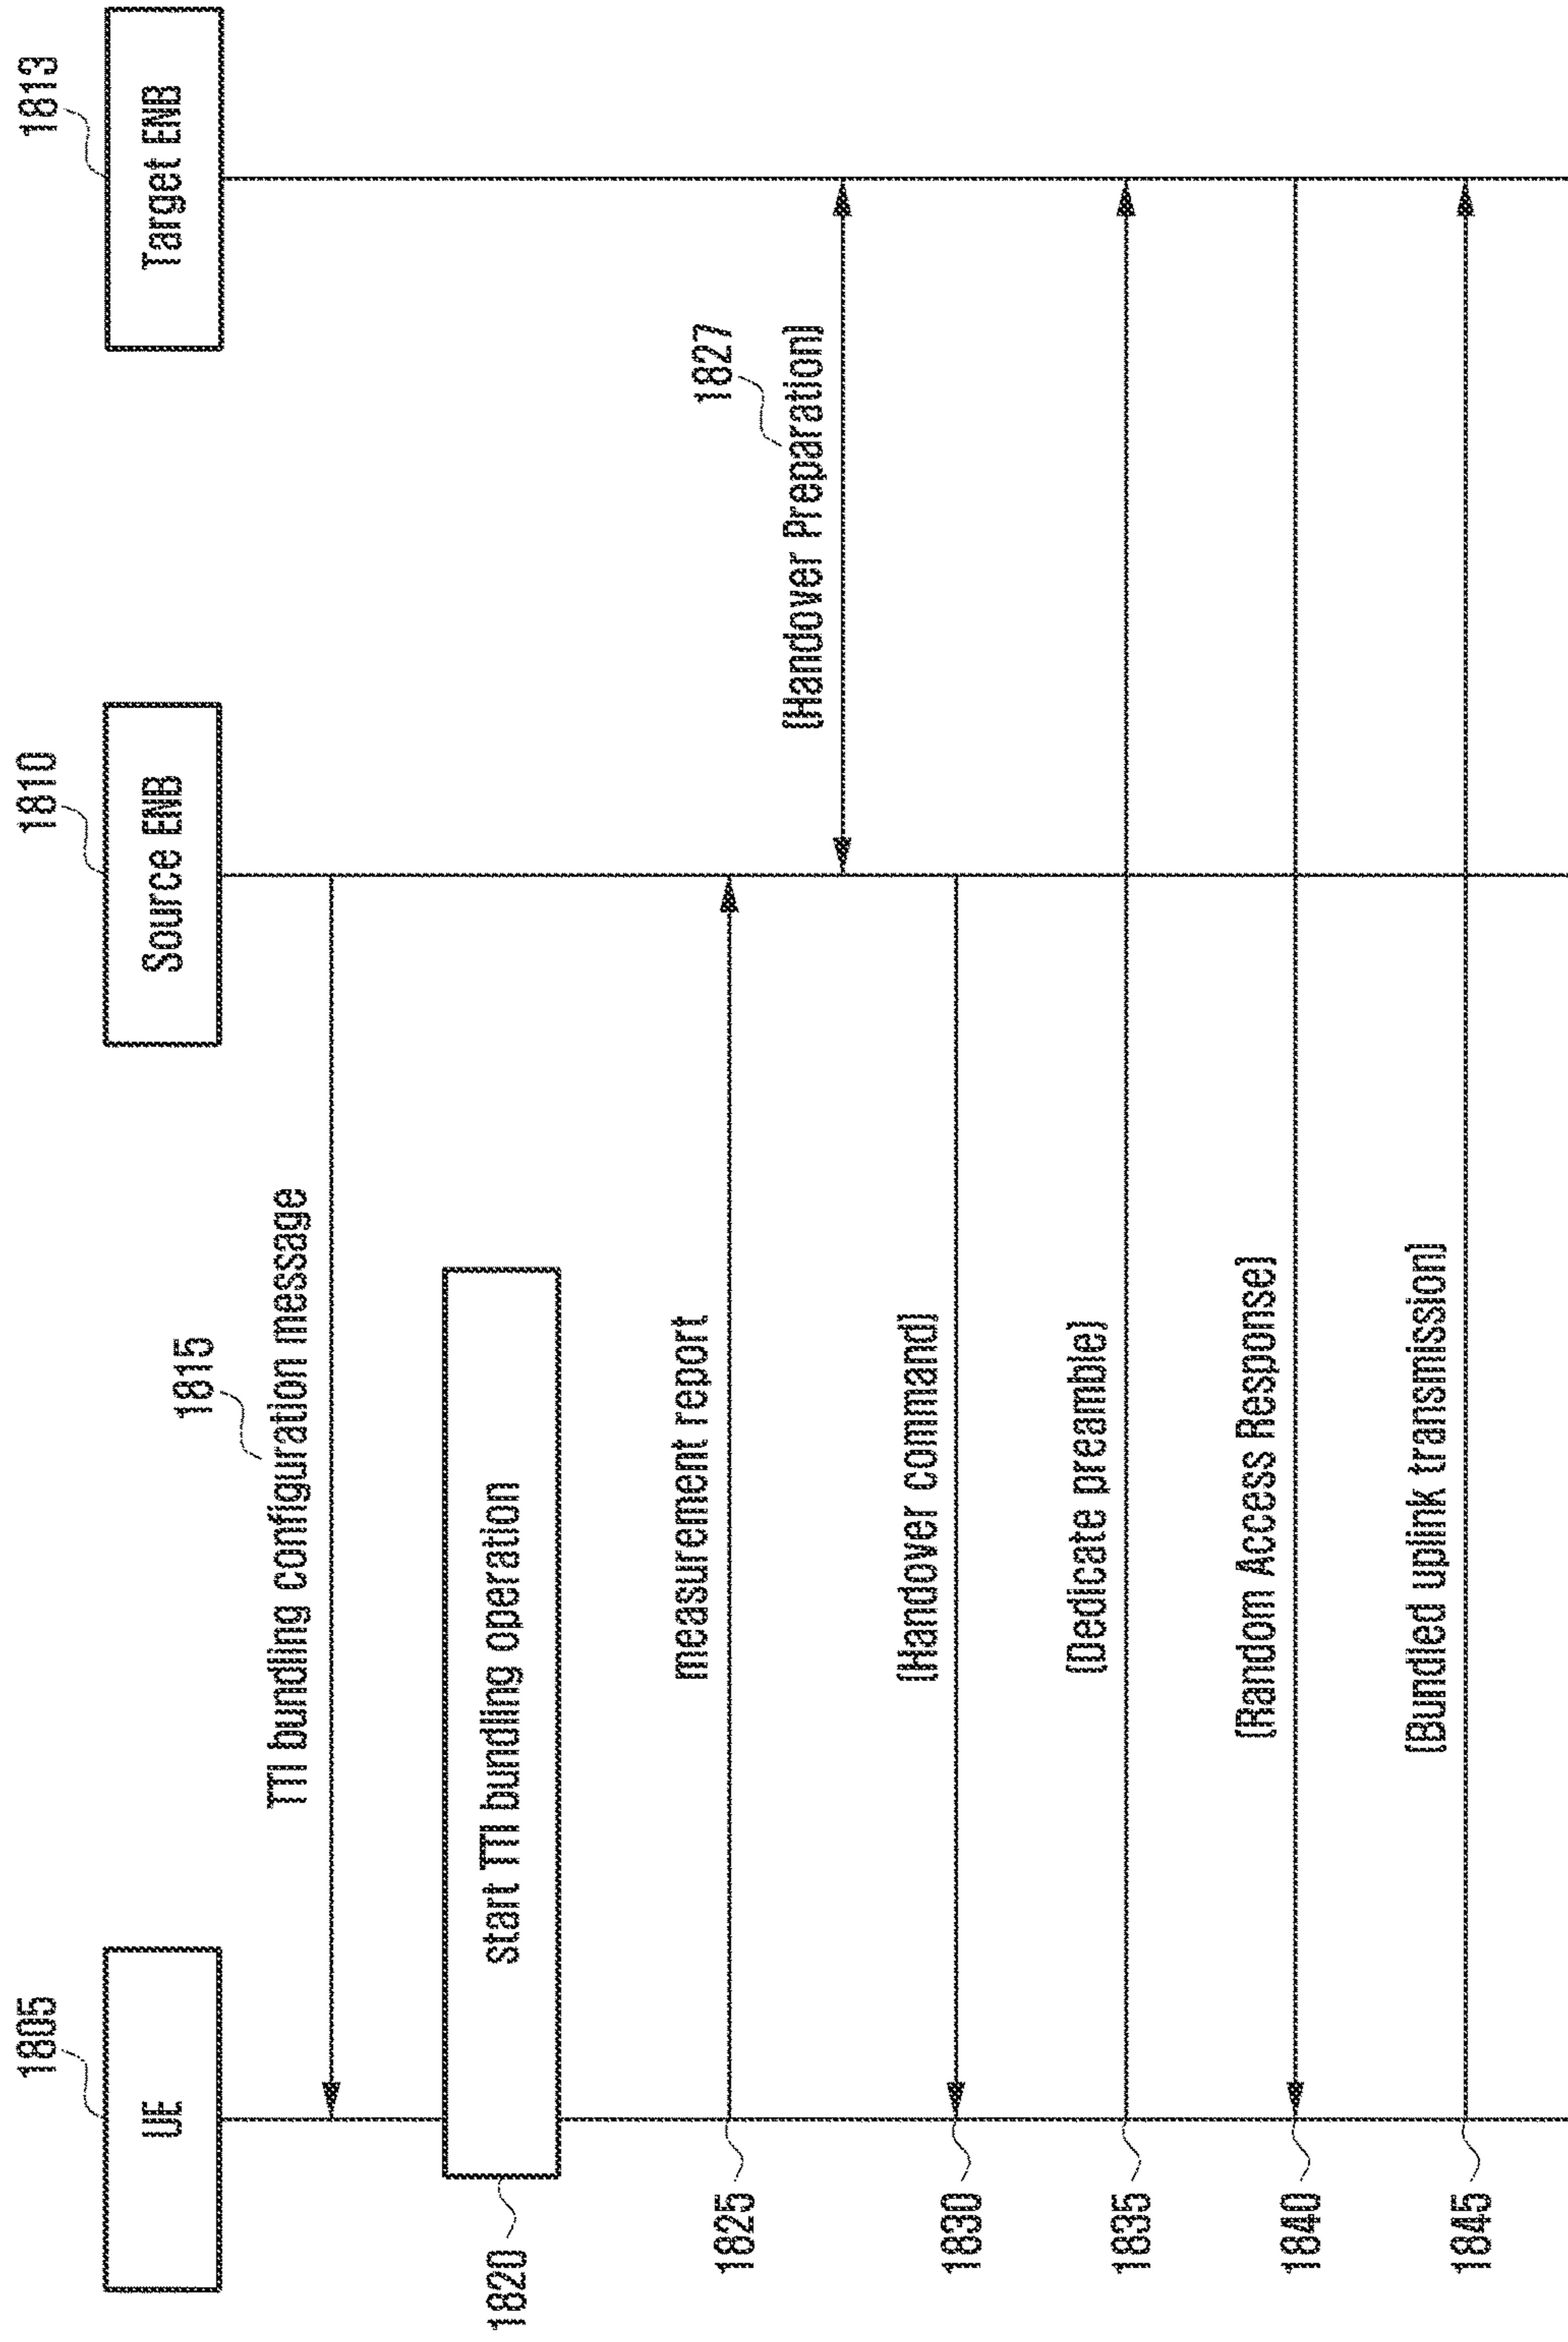 1805
1810
1813
UE
Source ENB
Target ENB
1815
TTI bundling configuration message
1820
start TTI bundling operation
measurement report
1825
1827
(Handover Preparation)
(Handover command)
1830
(Dedicate preamble)
1835
(Random Access Response)
1840
(Bundled uplink transmission)
1845